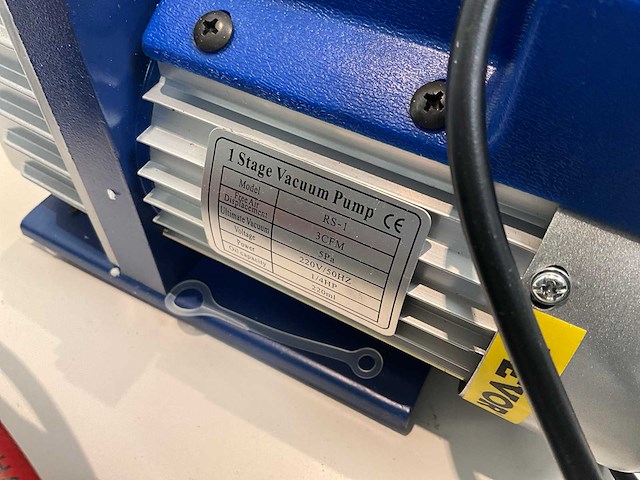 1 Stage Vacuum Pump CE
Model RS-1
Free Air Displacement 3CFM
Ultimate Vacuum 5Pa
Voltage 220V/50HZ
Power 1/4HP
Oil capacity 220ml